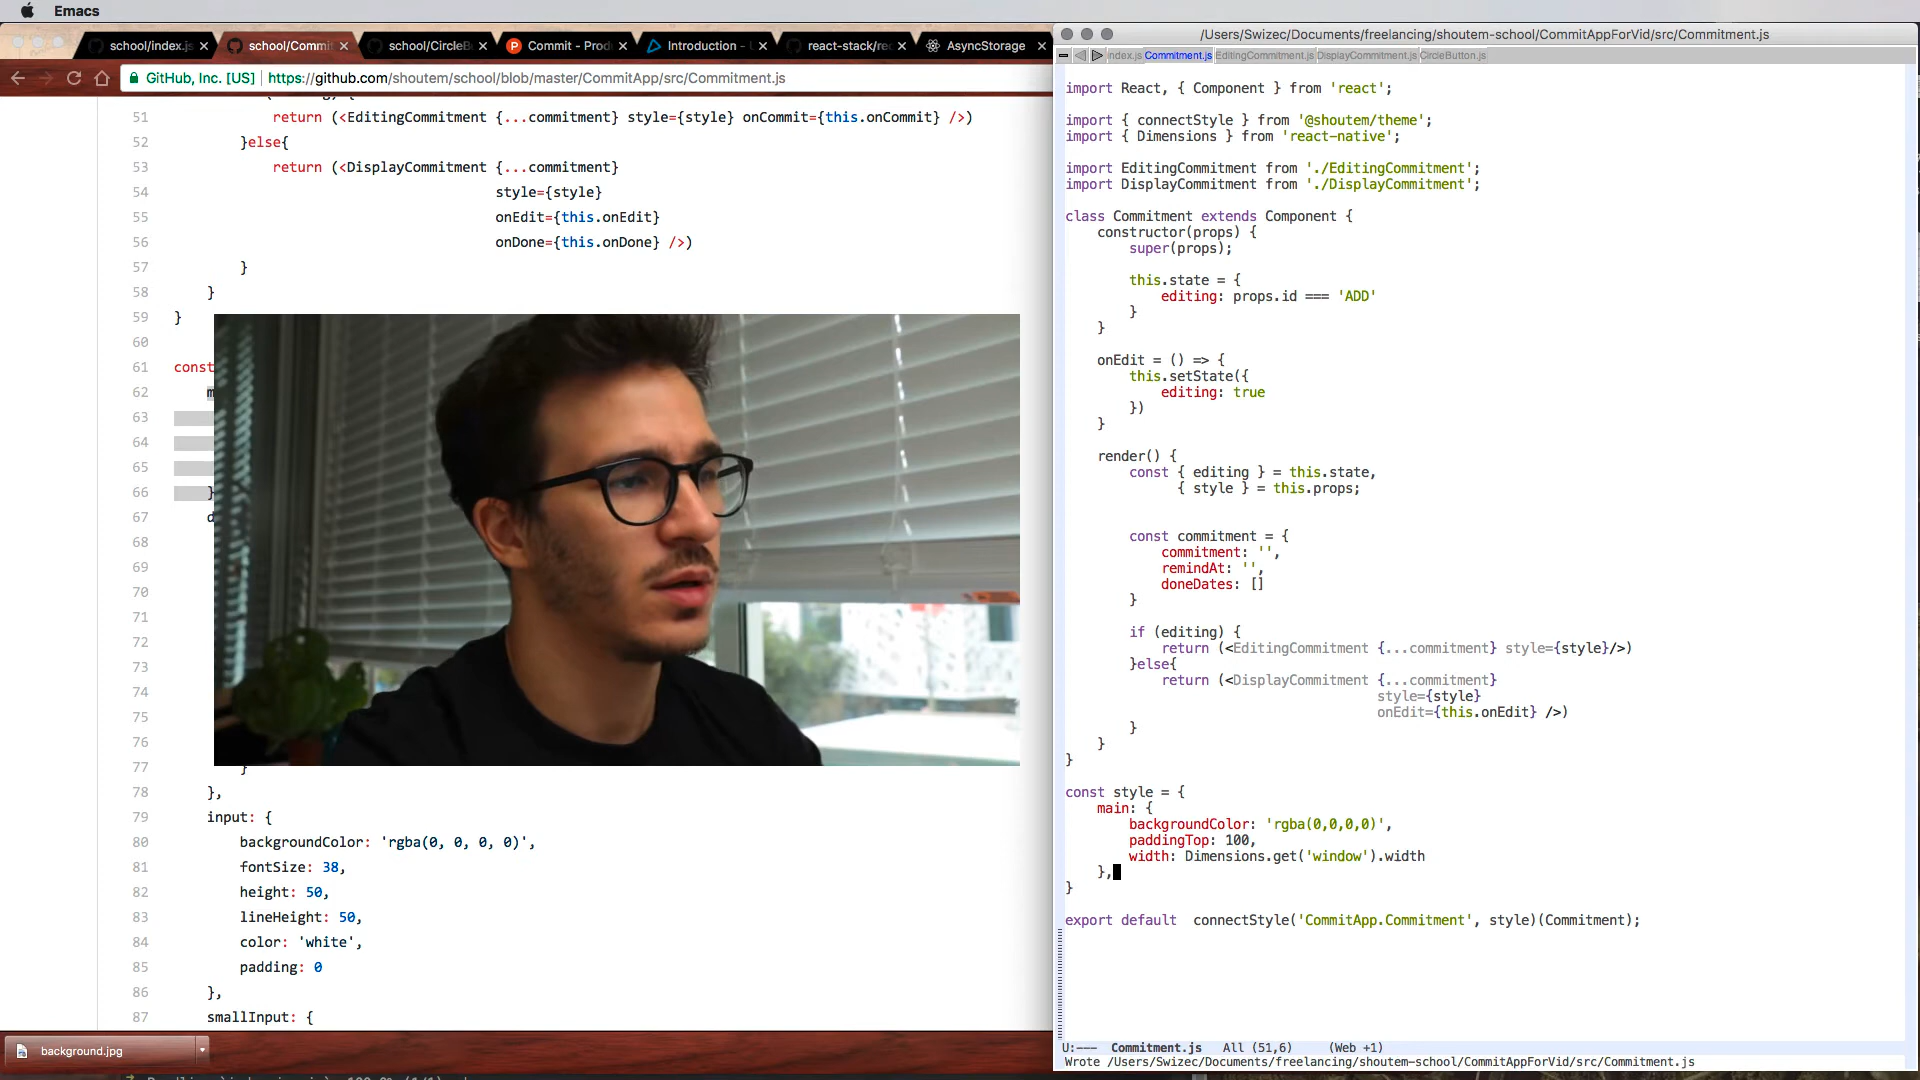 Emacs
school/index.js
school/Commi
school/CircleB
Commit - Prod
Introduction -
react-stack/re
AsyncStorage
GitHub, Inc. [US] | https://github.com/shoutem/school/blob/master/CommitApp/src/Commitment.js
51 return (<EditingCommitment {...commitment} style={style} onCommit={this.onCommit} />)
52 }else{
53 return (<DisplayCommitment {...commitment}
54 style={style}
55 onEdit={this.onEdit}
56 onDone={this.onDone} />)
57 }
58 }
59 }
60
61 const
62 m
63
64
65
66 }
67 d
68
69
70
71
72
73
74
75
76
77 }
78 },
79 input: {
80 backgroundColor: 'rgba(0, 0, 0, 0)',
81 fontSize: 38,
82 height: 50,
83 lineHeight: 50,
84 color: 'white',
85 padding: 0
86 },
87 smallInput: {
background.jpg
/Users/Swizec/Documents/freelancing/shoutem-school/CommitAppForVid/src/Commitment.js
index.js Commitment.js EditingCommitment.js DisplayCommitment.js CircleButton.js
import React, { Component } from 'react';
import { connectStyle } from '@shoutem/theme';
import { Dimensions } from 'react-native';
import EditingCommitment from './EditingCommitment';
import DisplayCommitment from './DisplayCommitment';
class Commitment extends Component {
constructor(props) {
super(props);
this.state = {
editing: props.id === 'ADD'
}
}
onEdit = () => {
this.setState({
editing: true
})
}
render() {
const { editing } = this.state,
{ style } = this.props;
const commitment = {
commitment: '',
remindAt: '',
doneDates: []
}
if (editing) {
return (<EditingCommitment {...commitment} style={style}/>)
}else{
return (<DisplayCommitment {...commitment}
style={style}
onEdit={this.onEdit} />)
}
}
}
const style = {
main: {
backgroundColor: 'rgba(0,0,0,0)',
paddingTop: 100,
width: Dimensions.get('window').width
},
}
export default  connectStyle('CommitApp.Commitment', style)(Commitment);
U:--- Commitment.js All (51,6) (Web +1)
Wrote /Users/Swizec/Documents/freelancing/shoutem-school/CommitAppForVid/src/Commitment.js